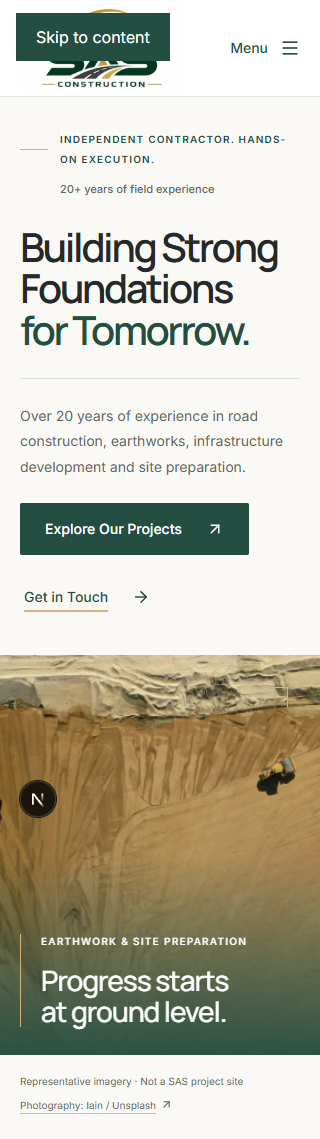 Skip to content
SAS
CONSTRUCTION
Menu
INDEPENDENT CONTRACTOR. HANDS-
ON EXECUTION.
20+ years of field experience
Building Strong
Foundations
for Tomorrow.
Over 20 years of experience in road
construction, earthworks, infrastructure
development and site preparation.
Explore Our Projects
Get in Touch
N
EARTHWORK & SITE PREPARATION
Progress starts
at ground level.
Representative imagery · Not a SAS project site
Photography: Iain / Unsplash